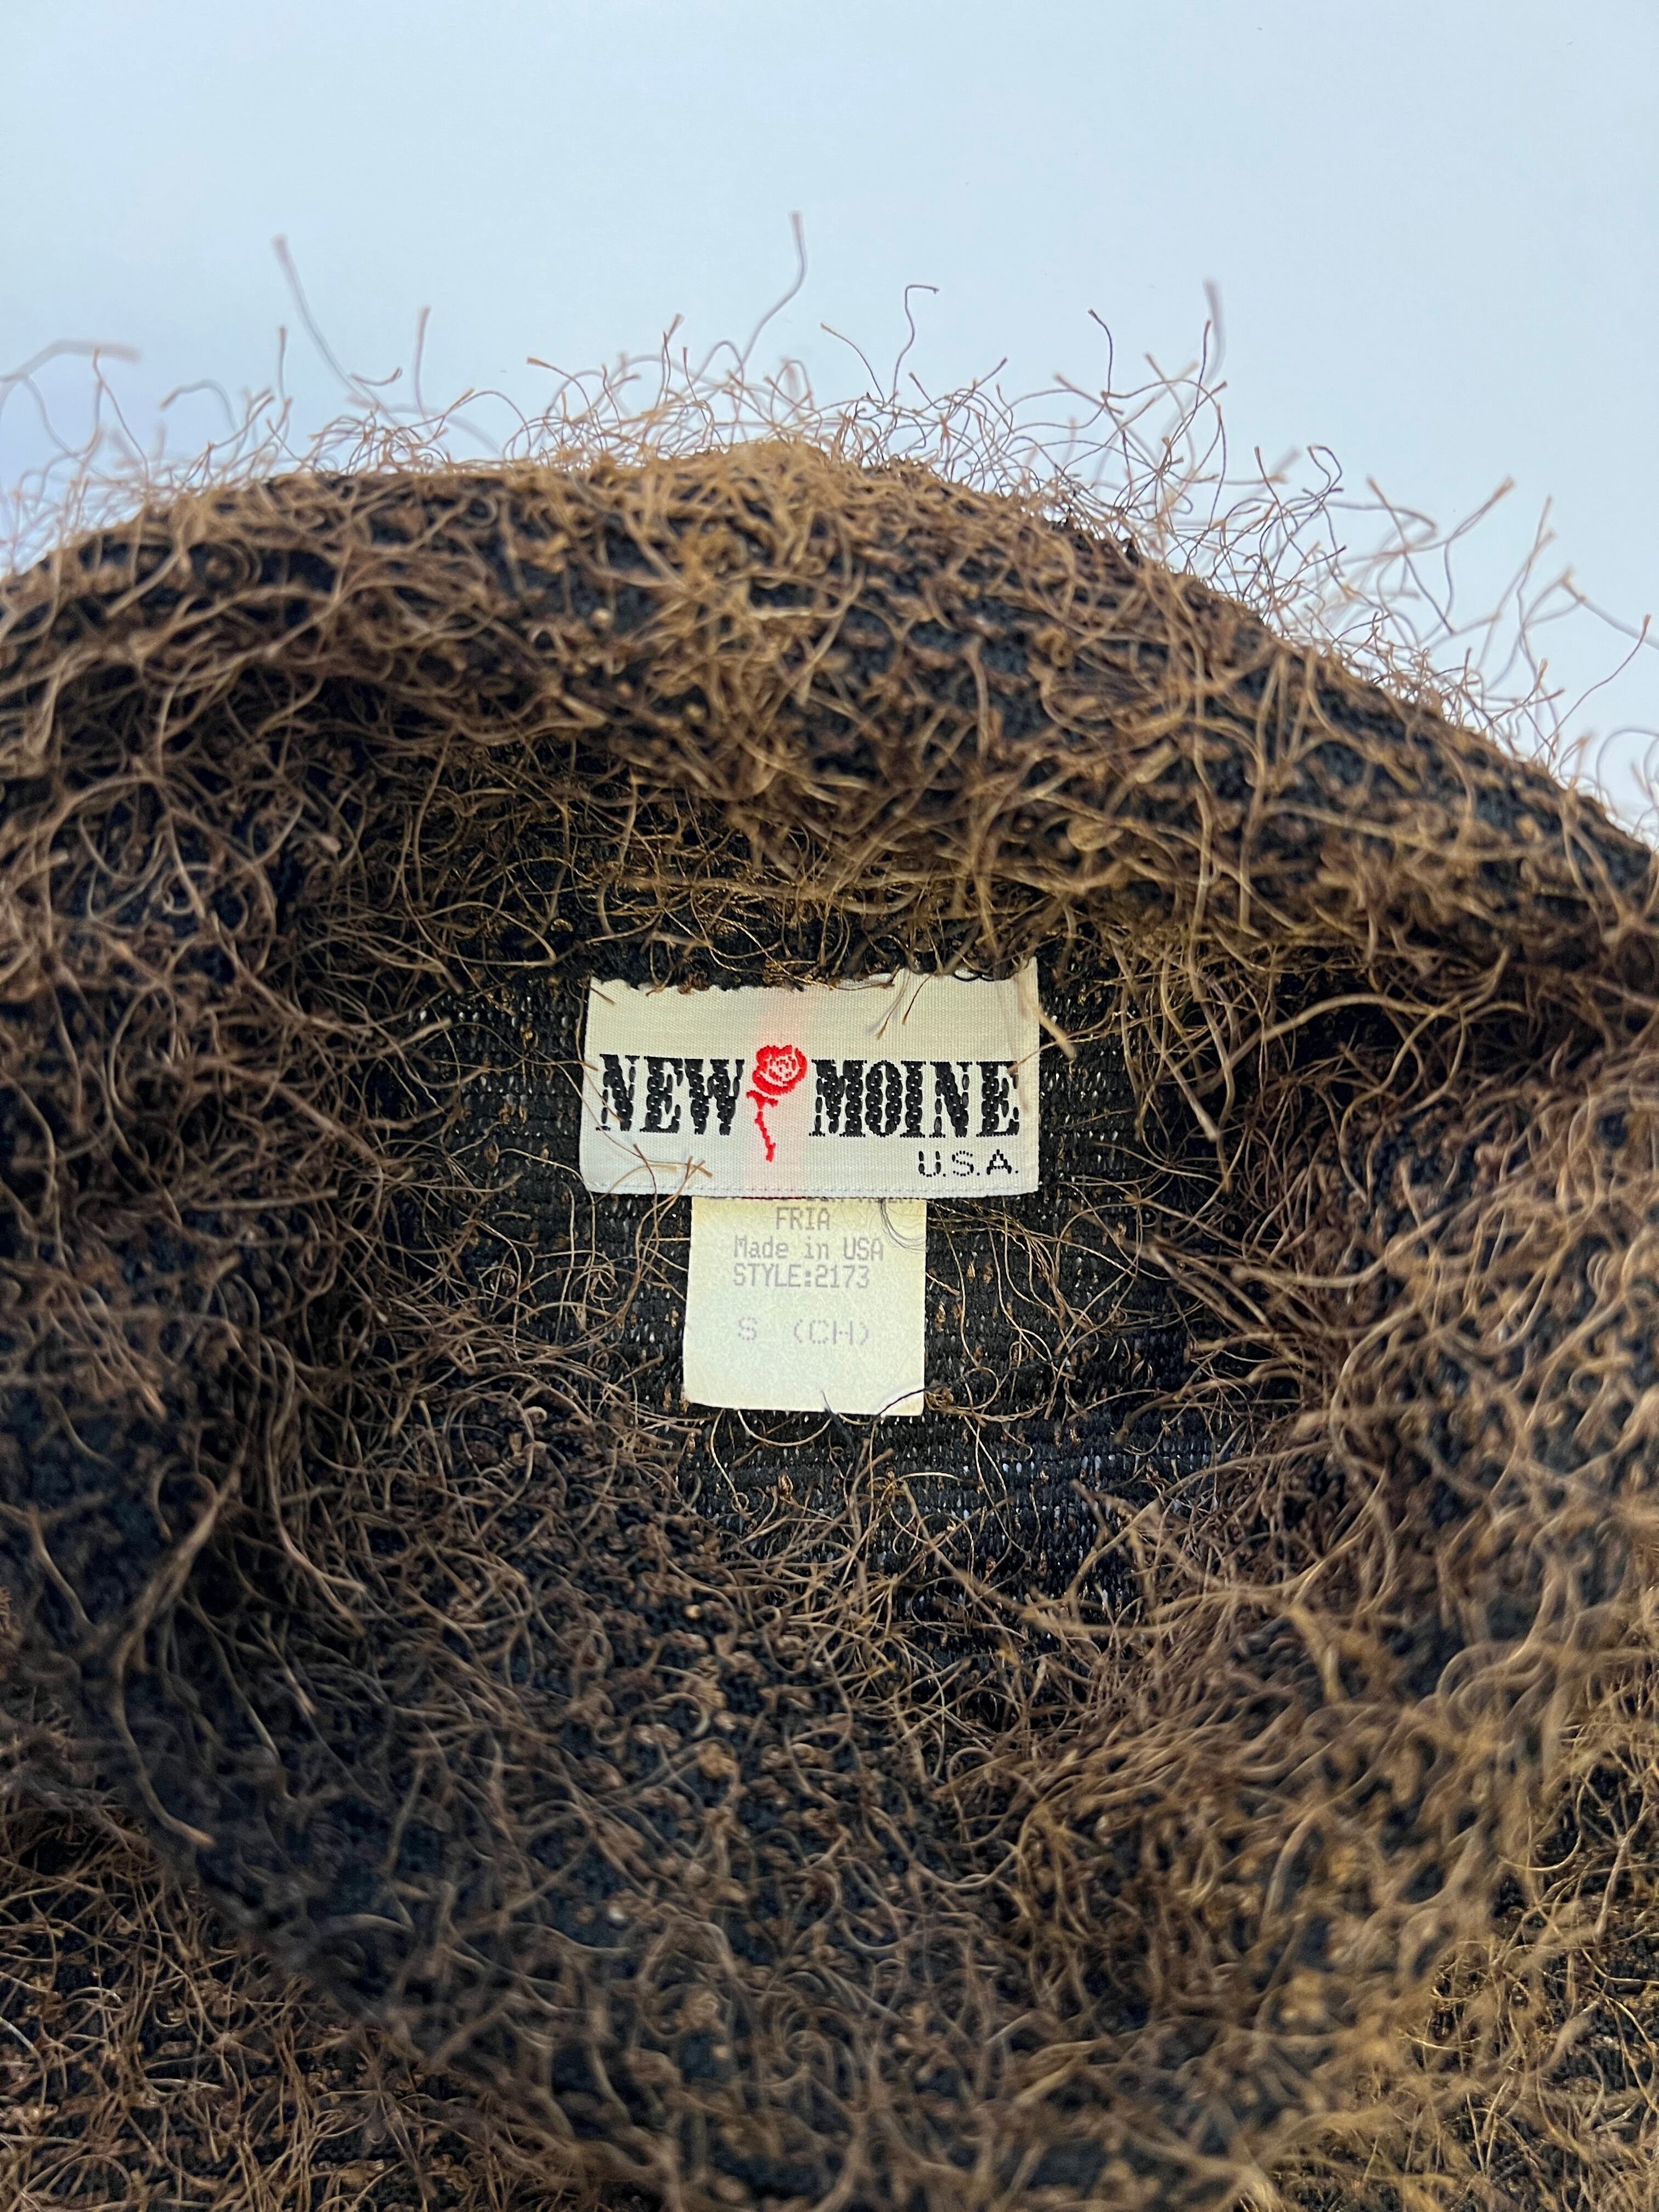 NEW MOINE
U.S.A.
FRIA
Made in USA
STYLE:2173
S (CH)